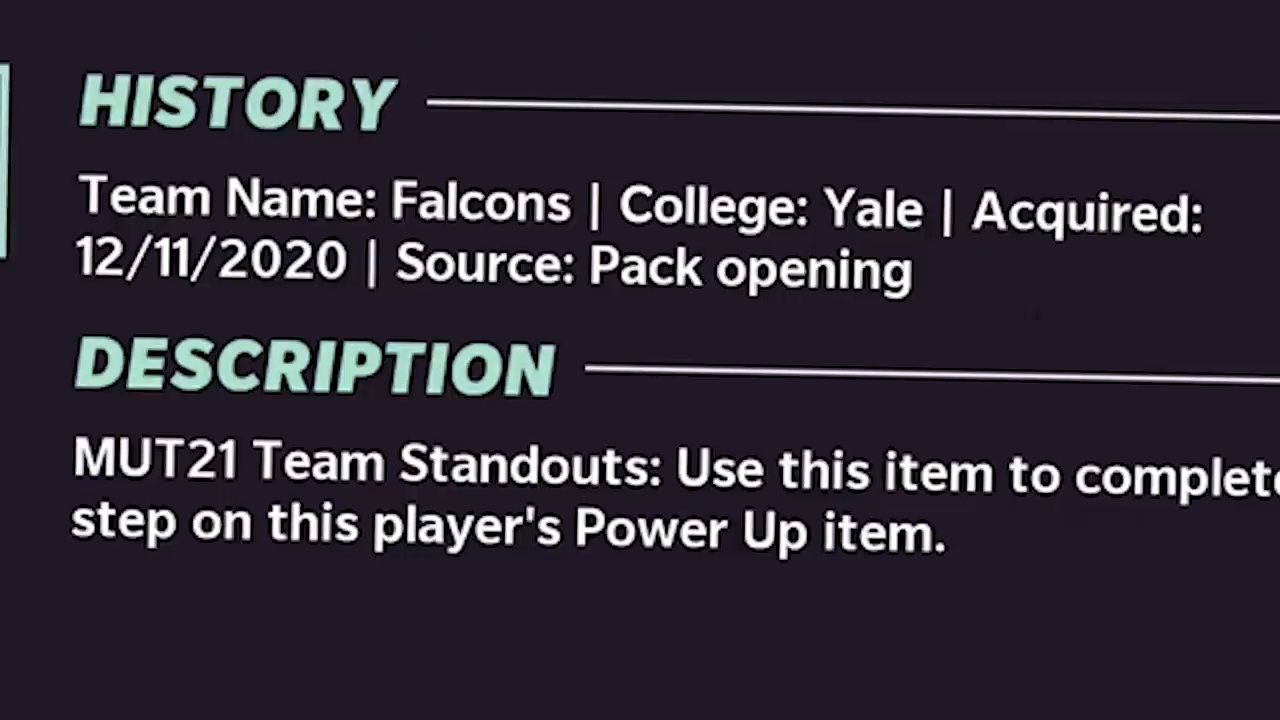 HISTORY
Team Name: Falcons | College: Yale | Acquired:
12/11/2020 | Source: Pack opening
DESCRIPTION
MUT21 Team Standouts: Use this item to complete
step on this player's Power Up item.